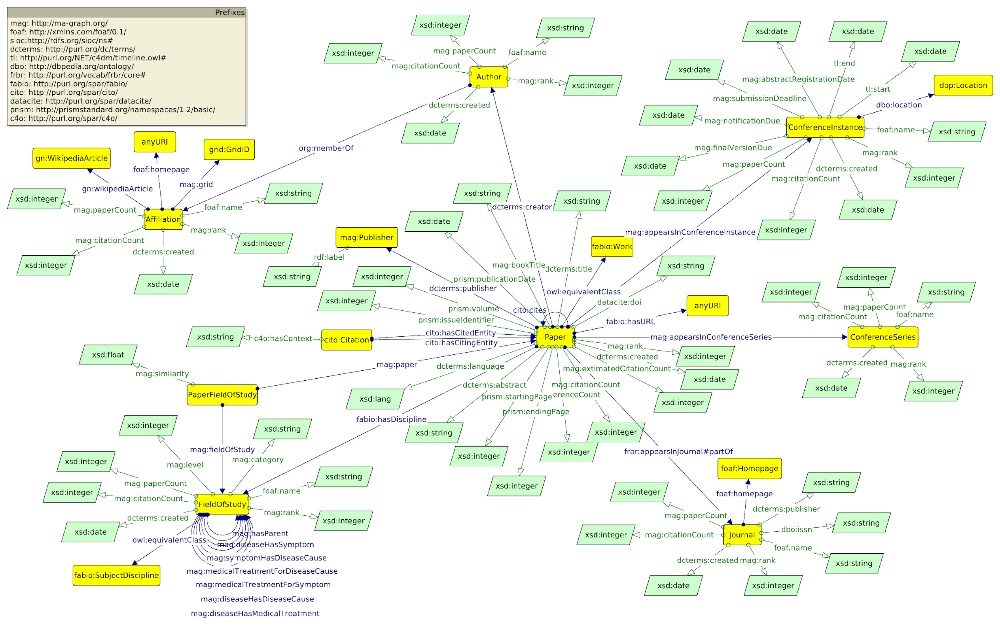 Prefixes
mag: http://ma-graph.org/
foaf: http://xmlns.com/foaf/0.1/
sioc:http://rdfs.org/sioc/ns#
dcterms: http://purl.org/dc/terms/
tl: http://purl.org/NET/c4dm/timeline.owl#
dbo: http://dbpedia.org/ontology/
frbr: http://purl.org/vocab/frbr/core#
fabio: http://purl.org/spar/fabio/
cito: http://purl.org/spar/cito/
datacite: http://purl.org/spar/datacite/
prism: http://prismstandard.org/namespaces/1.2/basic/
c4o: http://purl.org/spar/c4o/
xsd:integer
xsd:string
xsd:integer
mag:paperCount
foaf:name
mag:citationCount
Author
mag:rank
xsd:integer
dcterms:created
xsd:date
org:memberOf
xsd:date
xsd:date
xsd:date
xsd:date
tl:end
mag:abstractRegistrationDate
tl:start
dbp:Location
mag:submissionDeadline
dbo:location
xsd:date
mag:notificationDue
ConferenceInstance
foaf:name
xsd:string
mag:finalVersionDue
mag:rank
xsd:date
mag:paperCount
dcterms:created
mag:citationCount
xsd:integer
xsd:integer
xsd:date
xsd:integer
anyURI
grid:GridID
gn:WikipediaArticle
foaf:homepage
mag:grid
gn:wikipediaArticle
xsd:string
xsd:integer
mag:paperCount
foaf:name
Affiliation
mag:rank
mag:citationCount
xsd:integer
dcterms:created
xsd:integer
xsd:date
xsd:string
xsd:string
dcterms:creator
xsd:date
mag:appearsInConferenceInstance
mag:Publisher
fabio:Work
rdf:label
xsd:string
mag:bookTitle
dcterms:title
xsd:string
xsd:integer
prism:publicationDate
dcterms:publisher
owl:equivalentClass
datacite:doi
xsd:integer
prism:volume
cito:cites
anyURI
prism:issueIdentifier
fabio:hasURL
xsd:integer
xsd:integer
xsd:string
mag:paperCount
foaf:name
mag:citationCount
xsd:string
c4o:hasContext
cito:Citation
cito:hasCitedEntity
cito:hasCitingEntity
Paper
mag:appearsInConferenceSeries
ConferenceSeries
mag:rank
xsd:integer
dcterms:created
mag:extimatedCitationCount
xsd:date
dcterms:created
mag:rank
xsd:date
xsd:integer
xsd:float
mag:similarity
mag:paper
dcterms:language
PaperFieldOfStudy
xsd:lang
dcterms:abstract
mag:citationCount
erenceCount
prism:startingPage
xsd:integer
prism:endingPage
fabio:hasDiscipline
xsd:string
xsd:integer
xsd:integer
xsd:integer
xsd:integer
xsd:integer
xsd:string
mag:fieldOfStudy
mag:category
mag:level
xsd:integer
mag:paperCount
xsd:string
xsd:integer
mag:citationCount
foaf:name
FieldOfStudy
mag:rank
dcterms:created
xsd:integer
xsd:date
mag:hasParent
owl:equivalentClass
mag:diseaseHasSymptom
mag:symptomHasDiseaseCause
mag:medicalTreatmentForDiseaseCause
fabio:SubjectDiscipline
mag:medicalTreatmentForSymptom
mag:diseaseHasDiseaseCause
mag:diseaseHasMedicalTreatment
frbr:appearsInJournal#partOf
foaf:Homepage
xsd:string
xsd:integer
foaf:homepage
dcterms:publisher
mag:paperCount
xsd:string
dbo:issn
xsd:integer
mag:citationCount
Journal
foaf:name
dcterms:created
mag:rank
xsd:string
xsd:date
xsd:integer